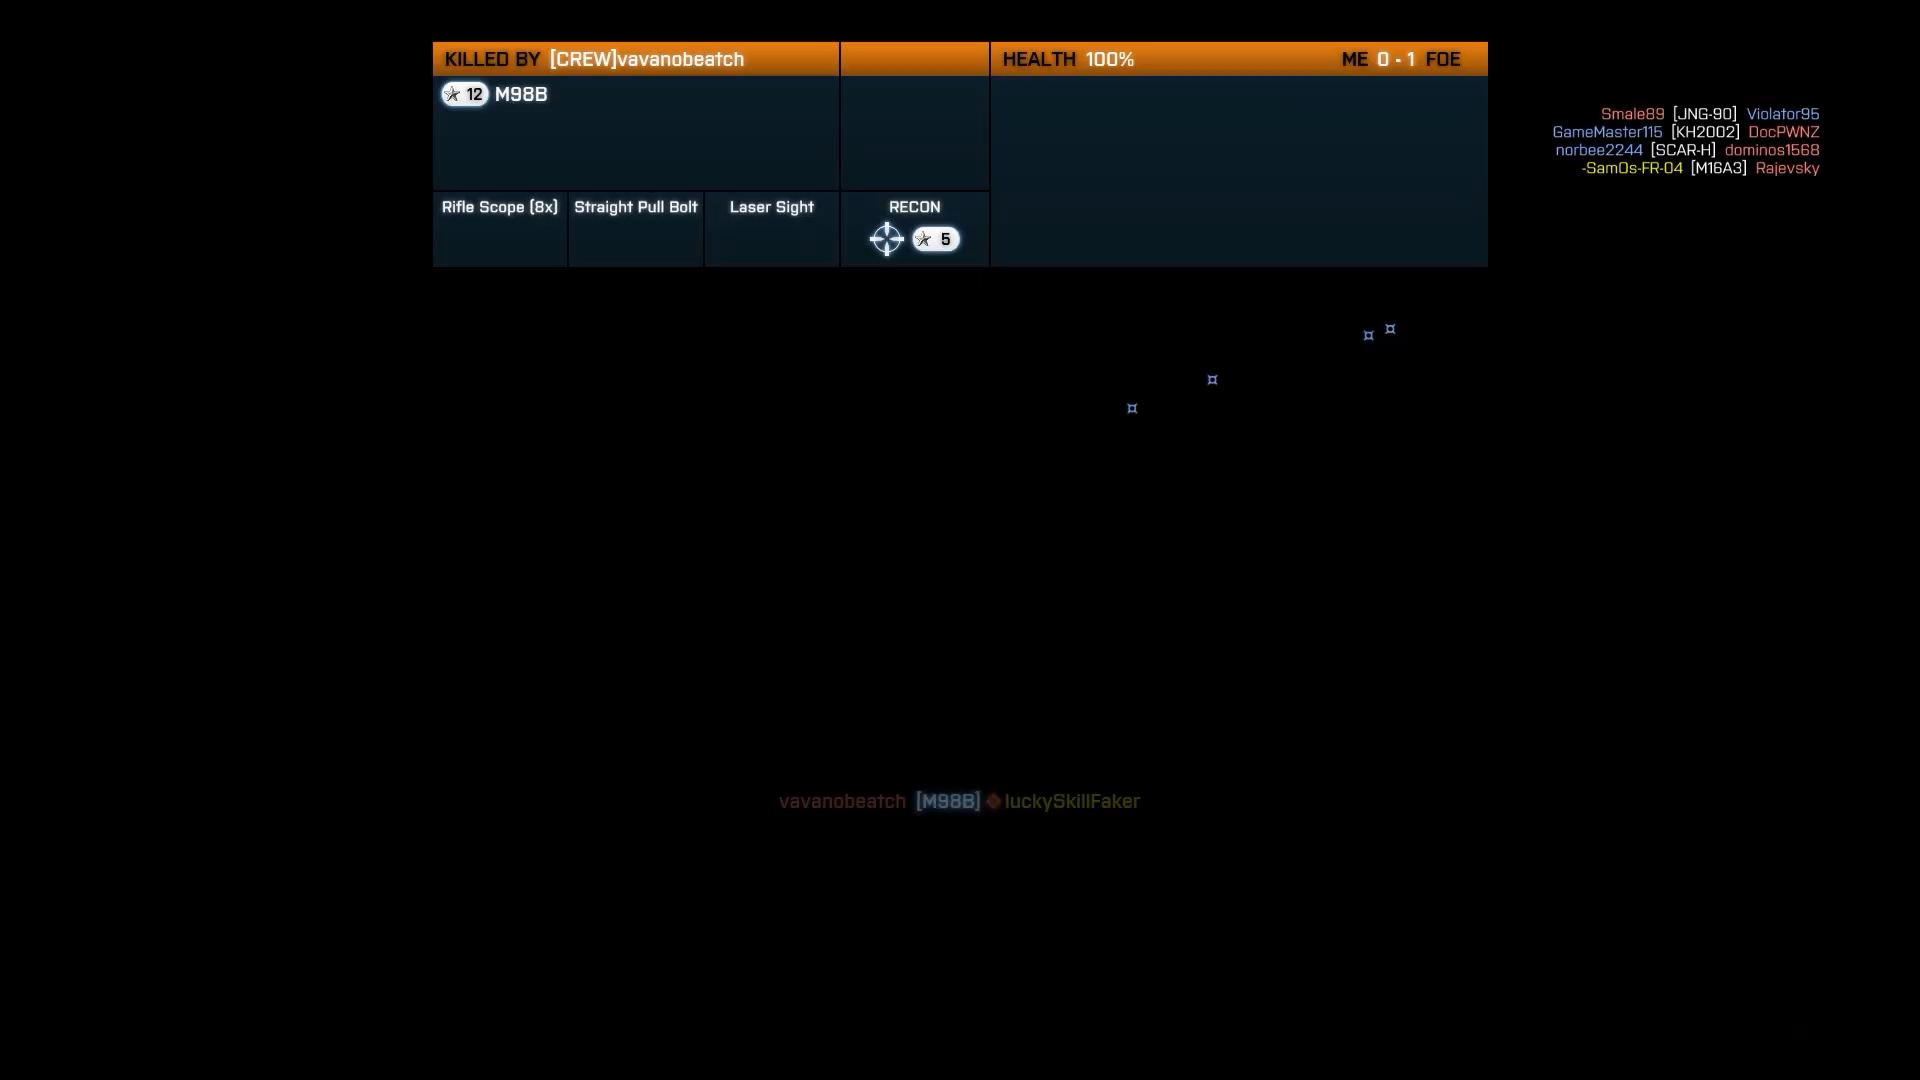 KILLED BY [CREW]vavanobeatch
HEALTH 100%
ME 0 - 1 FOE
12 M98B
Rifle Scope (8x)
Straight Pull Bolt
Laser Sight
RECON
5
Smale89 [JNG-90] Violator95
GameMaster115 [KH2002] DocPWNZ
norbee2244 [SCAR-H] dominos1568
-SamOs-FR-04 [M16A3] Rajevsky
vavanobeatch [M98B] luckySkillFaker